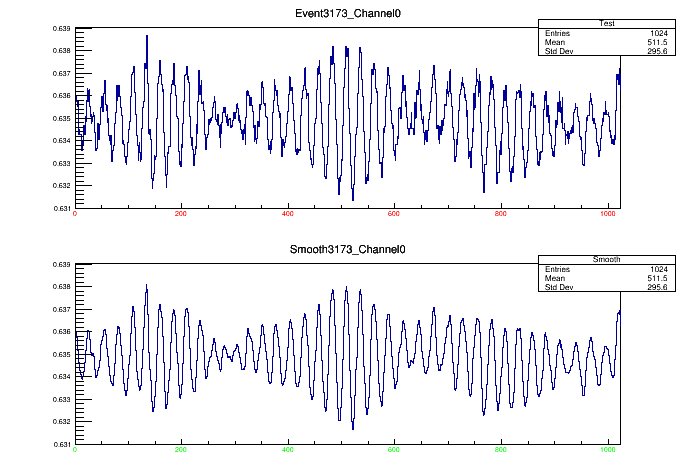 Event3173_Channel0
Test
Entries 1024
Mean 511.5
Std Dev 295.6
0.639
0.638
0.637
0.636
0.635
0.634
0.633
0.632
0.631
0 200 400 600 800 1000
Smooth3173_Channel0
Smooth
Entries 1024
Mean 511.5
Std Dev 295.6
0.639
0.638
0.637
0.636
0.635
0.634
0.633
0.632
0.631
0 200 400 600 800 1000